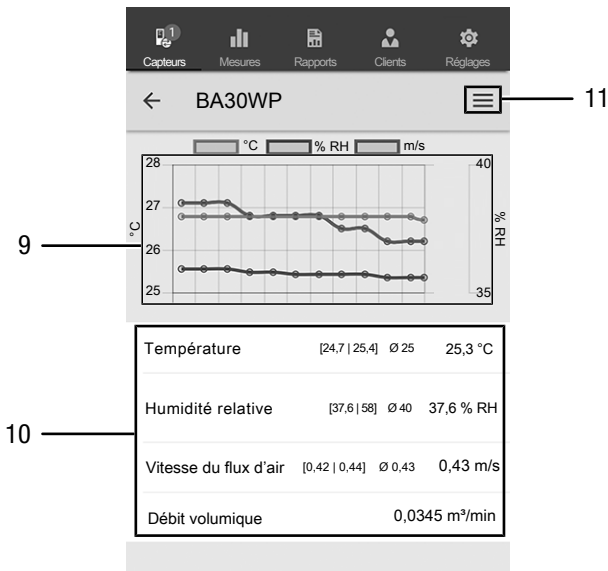 1
Capteurs Mesures Rapports Clients Réglages
← BA30WP
11
°C % RH m/s
28 40
27
°C % RH
9
26
25 35
Température [24,7 | 25,4] Ø 25 25,3 °C
Humidité relative [37,6 | 58] Ø 40 37,6 % RH
10
Vitesse du flux d'air [0,42 | 0,44] Ø 0,43 0,43 m/s
Débit volumique 0,0345 m³/min